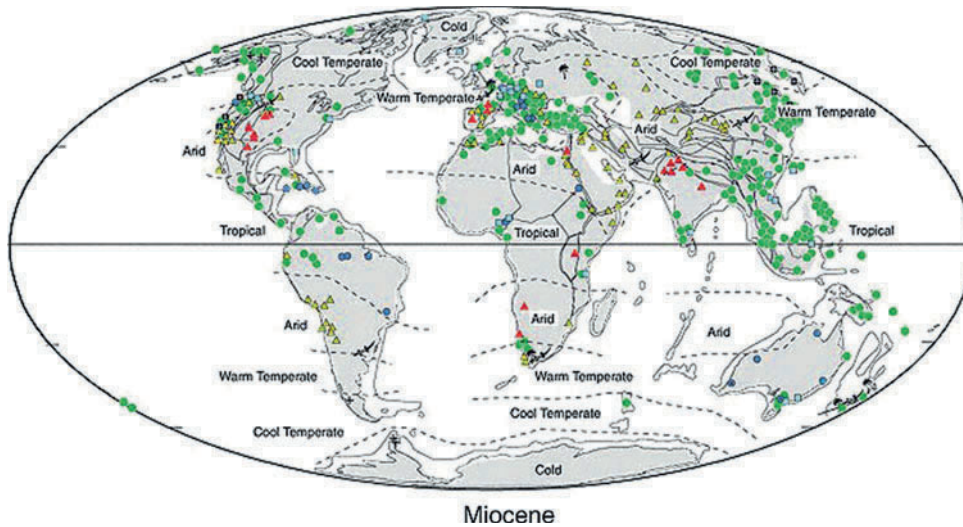 Cold
Cool Temperate
Cool Temperate
Warm Temperate
Warm Temperate
Arid
Arid
Arid
Tropical
Tropical
Tropical
Arid
Arid
Arid
Warm Temperate
Warm Temperate
Cool Temperate
Cool Temperate
Cold
Miocene